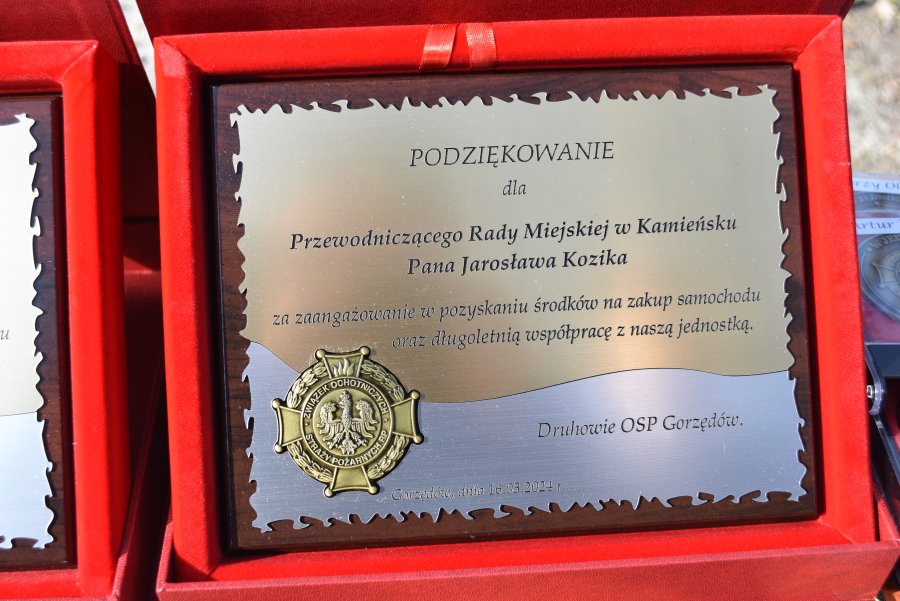 PODZIĘKOWANIE
dla
Przewodniczącego Rady Miejskiej w Kamieńsku
Pana Jarosława Kozika
za zaangażowanie w pozyskaniu środków na zakup samochodu
oraz długoletnią współpracę z naszą jednostką.
ZWIĄZEK OCHOTNICZYCH
STRAŻY POŻARNYCH RP
Druhowie OSP Gorzędów.
Gorzędów, dnia 16.03.2024 r.
Artur